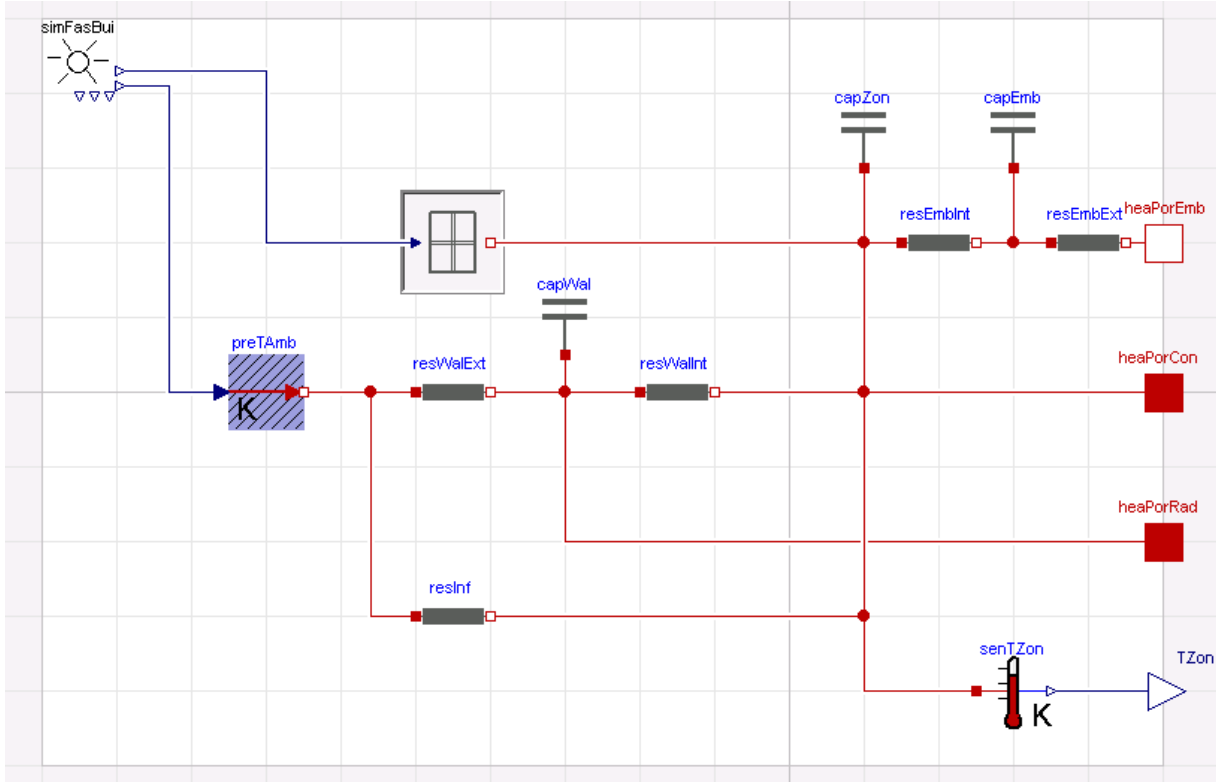 simFasBui
capZon
capEmb
resEmbInt
resEmbExt
heaPorEmb
capWal
preTAmb
resWalExt
resWalInt
heaPorCon
K
heaPorRad
resInf
senTZon
TZon
K